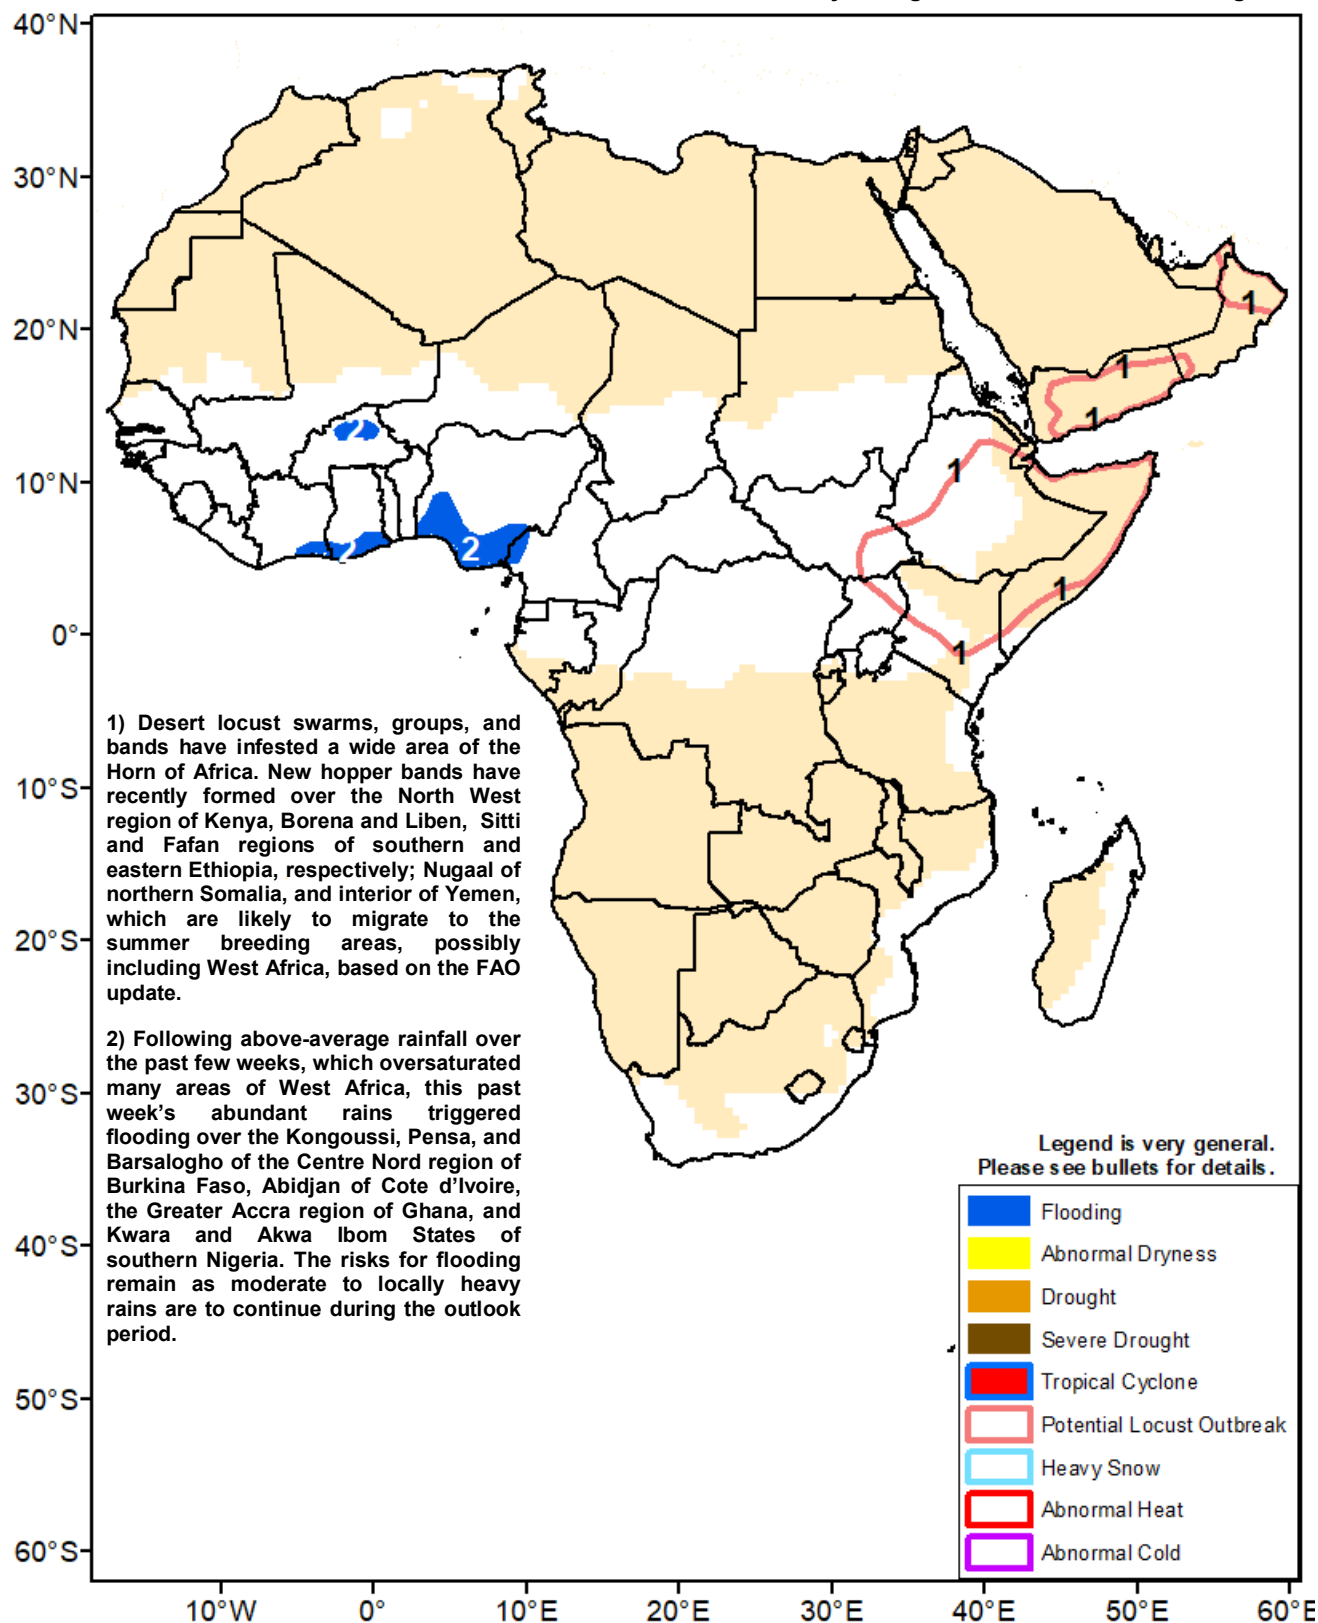 40°N
30°N
20°N
10°N
0°
10°S
20°S
30°S
40°S
50°S
60°S
1
1
1
1
1
1
2
2
2
1) Desert locust swarms, groups, and
bands have infested a wide area of the
Horn of Africa. New hopper bands have
recently formed over the North West
region of Kenya, Borena and Liben, Sitti
and Fafan regions of southern and
eastern Ethiopia, respectively; Nugaal of
northern Somalia, and interior of Yemen,
which are likely to migrate to the
summer breeding areas, possibly
including West Africa, based on the FAO
update.
2) Following above-average rainfall over
the past few weeks, which oversaturated
many areas of West Africa, this past
week's abundant rains triggered
flooding over the Kongoussi, Pensa, and
Barsalogho of the Centre Nord region of
Burkina Faso, Abidjan of Cote d'Ivoire,
the Greater Accra region of Ghana, and
Kwara and Akwa Ibom States of
southern Nigeria. The risks for flooding
remain as moderate to locally heavy
rains are to continue during the outlook
period.
Legend is very general.
Please see bullets for details.
Flooding
Abnormal Dryness
Drought
Severe Drought
Tropical Cyclone
Potential Locust Outbreak
Heavy Snow
Abnormal Heat
Abnormal Cold
10°W 0° 10°E 20°E 30°E 40°E 50°E 60°E